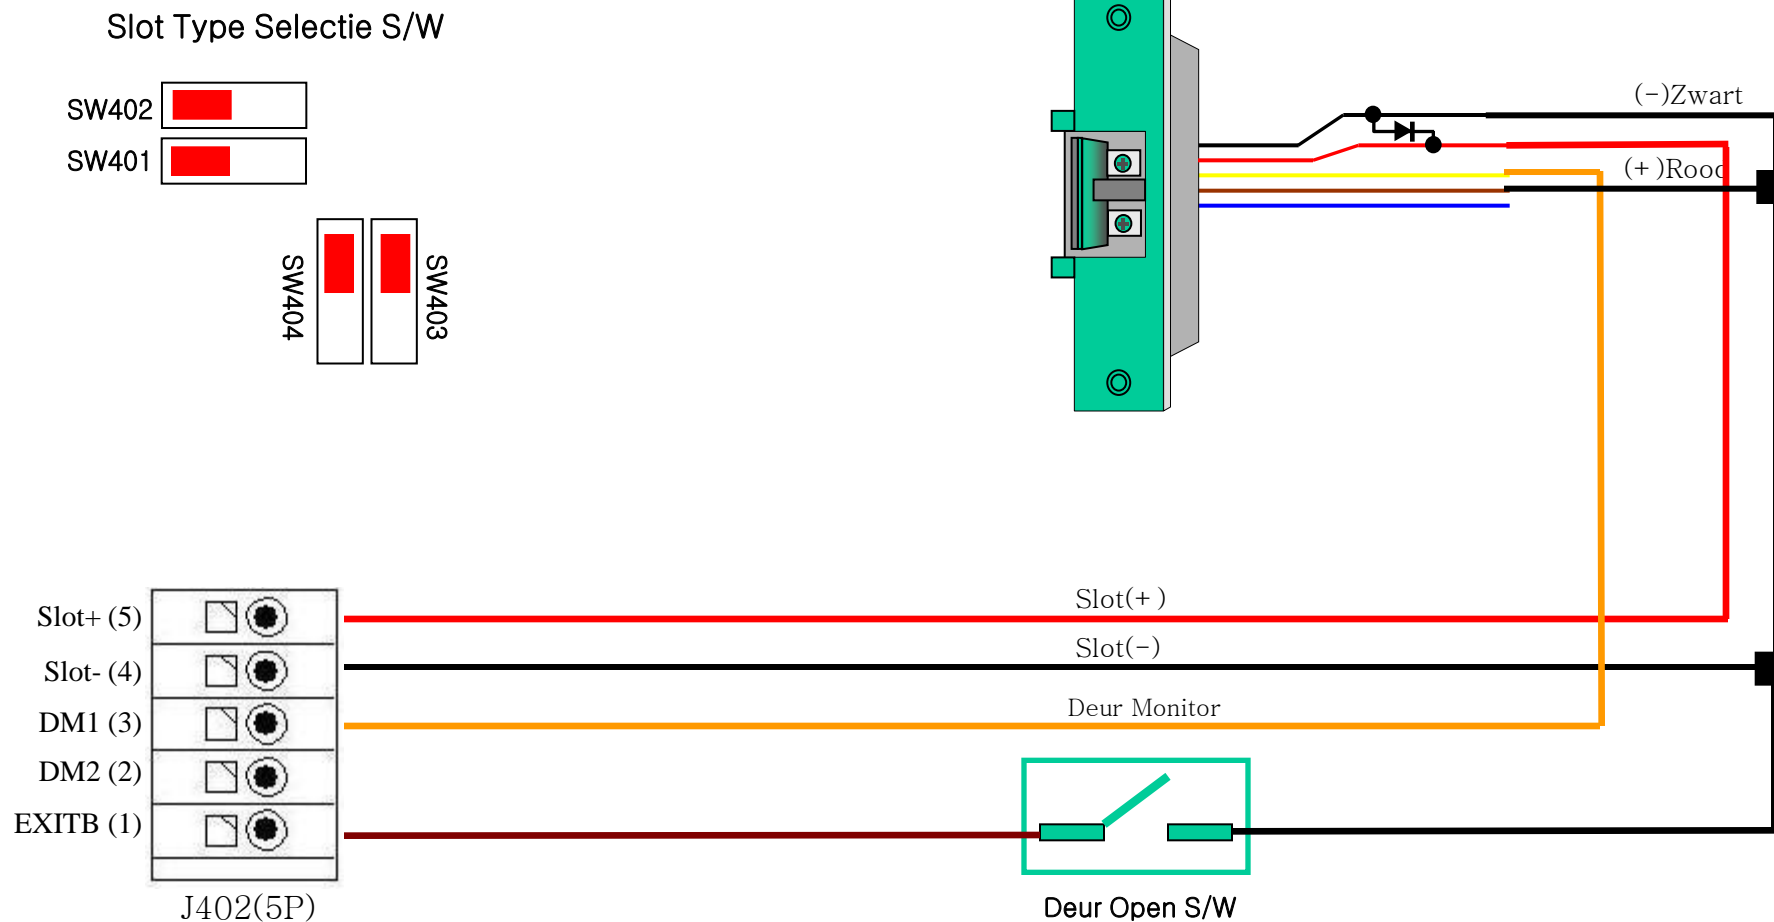 Slot Type Selectie S/W
SW402
SW401
SW404
SW403
(-)Zwart
(+)Rood
Slot+ (5)
Slot- (4)
DM1 (3)
DM2 (2)
EXITB (1)
J402(5P)
Slot(+)
Slot(-)
Deur Monitor
Deur Open S/W